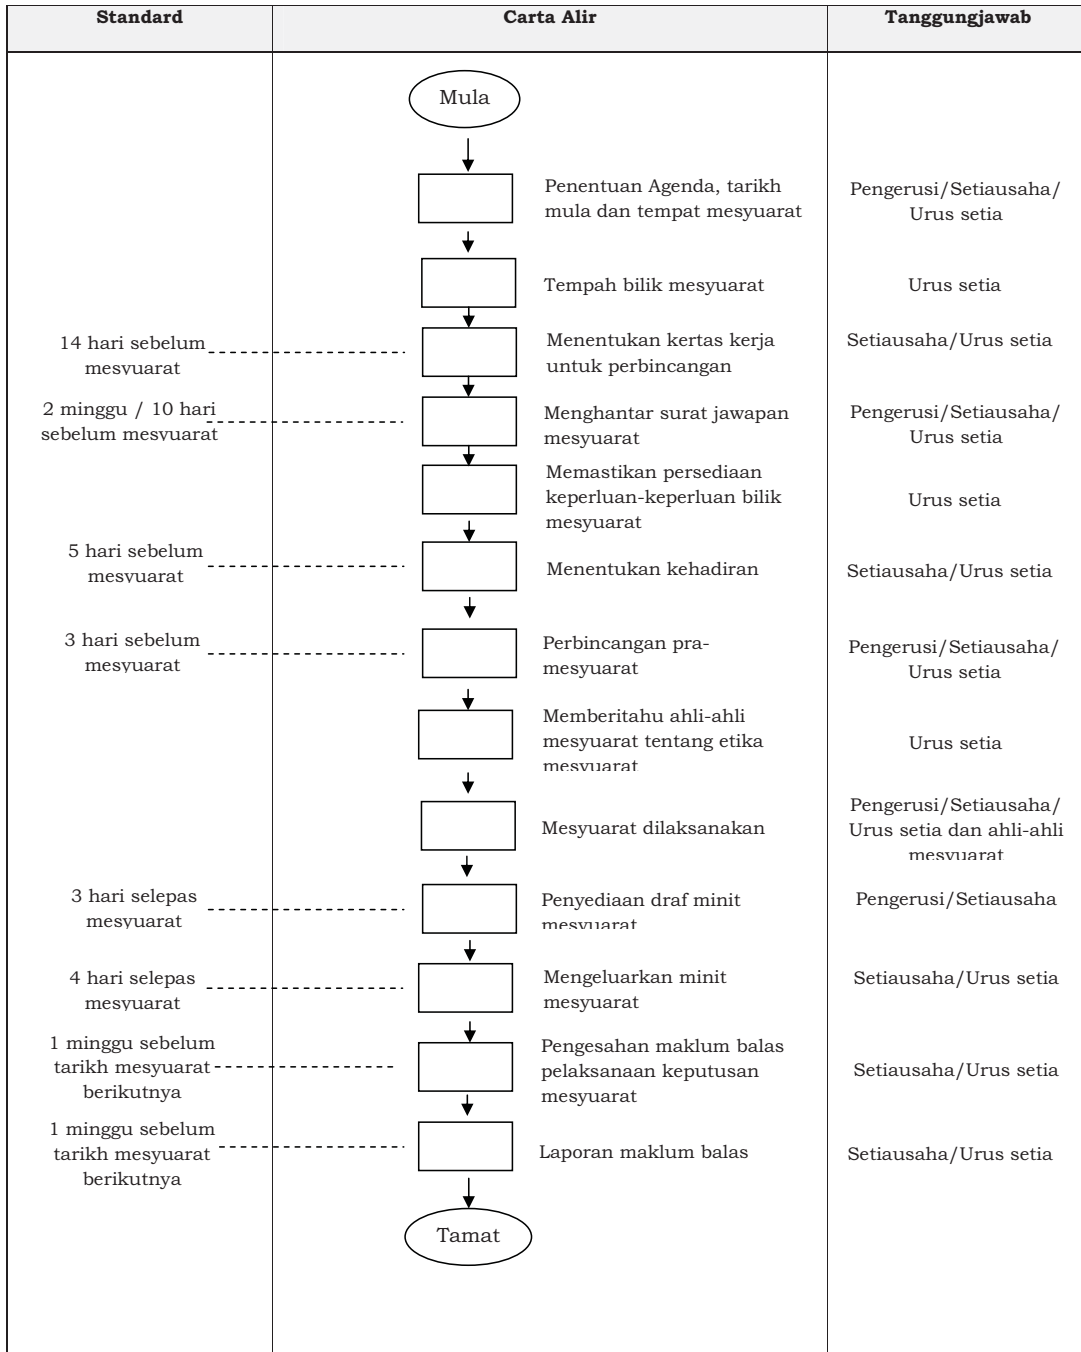 Standard
Carta Alir
Tanggungjawab
Mula
Penentuan Agenda, tarikh
mula dan tempat mesyuarat
Pengerusi/Setiausaha/
Urus setia
Tempah bilik mesyuarat
Urus setia
14 hari sebelum
mesyuarat
Menentukan kertas kerja
untuk perbincangan
Setiausaha/Urus setia
2 minggu / 10 hari
sebelum mesyuarat
Menghantar surat jawapan
mesyuarat
Pengerusi/Setiausaha/
Urus setia
Memastikan persediaan
keperluan-keperluan bilik
mesyuarat
Urus setia
5 hari sebelum
mesyuarat
Menentukan kehadiran
Setiausaha/Urus setia
3 hari sebelum
mesyuarat
Perbincangan pra-
mesyuarat
Pengerusi/Setiausaha/
Urus setia
Memberitahu ahli-ahli
mesyuarat tentang etika
mesyuarat
Urus setia
Mesyuarat dilaksanakan
Pengerusi/Setiausaha/
Urus setia dan ahli-ahli
mesyuarat
3 hari selepas
mesyuarat
Penyediaan draf minit
mesyuarat
Pengerusi/Setiausaha
4 hari selepas
mesyuarat
Mengeluarkan minit
mesyuarat
Setiausaha/Urus setia
1 minggu sebelum
tarikh mesyuarat
berikutnya
Pengesahan maklum balas
pelaksanaan keputusan
mesyuarat
Setiausaha/Urus setia
1 minggu sebelum
tarikh mesyuarat
berikutnya
Laporan maklum balas
Setiausaha/Urus setia
Tamat